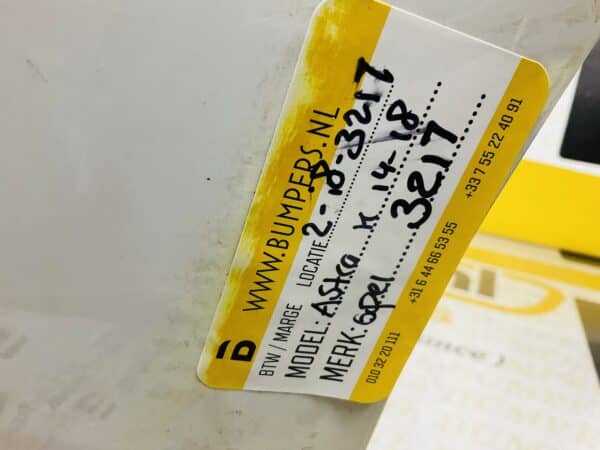 B WWW.BUMPERS.NL
BTW / MARGE LOCATIE 2-18-3217
MODEL: Astra K 14-18
MERK: opel 3217
010 32 20 111 +31 6 44 66 53 55 +33 7 55 22 40 91